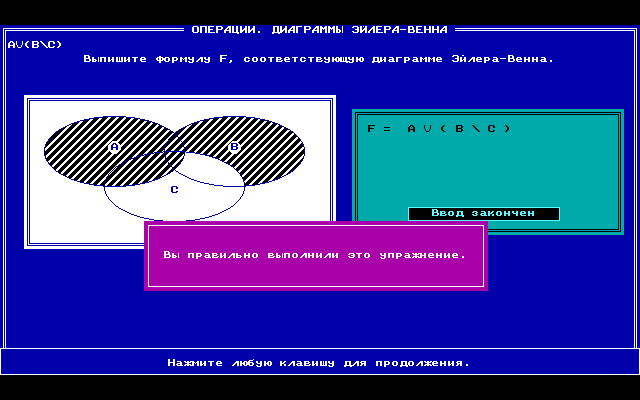 ОПЕРАЦИИ. ДИАГРАММЫ ЭЙЛЕРА-ВЕННА
A∪(B\C)
Выпишите формулу F, соответствующую диаграмме Эйлера-Венна.
A
B
C
F = A ∪ ( B \ C )
Ввод закончен
Вы правильно выполнили это упражнение.
Нажмите любую клавишу для продолжения.